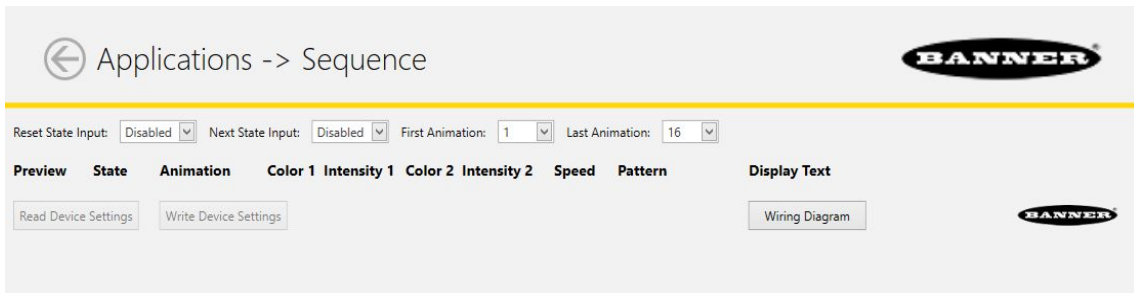 Applications -> Sequence
BANNER
Reset State Input: Disabled Next State Input: Disabled First Animation: 1 Last Animation: 16
Preview State Animation Color 1 Intensity 1 Color 2 Intensity 2 Speed Pattern Display Text
Read Device Settings Write Device Settings Wiring Diagram BANNER